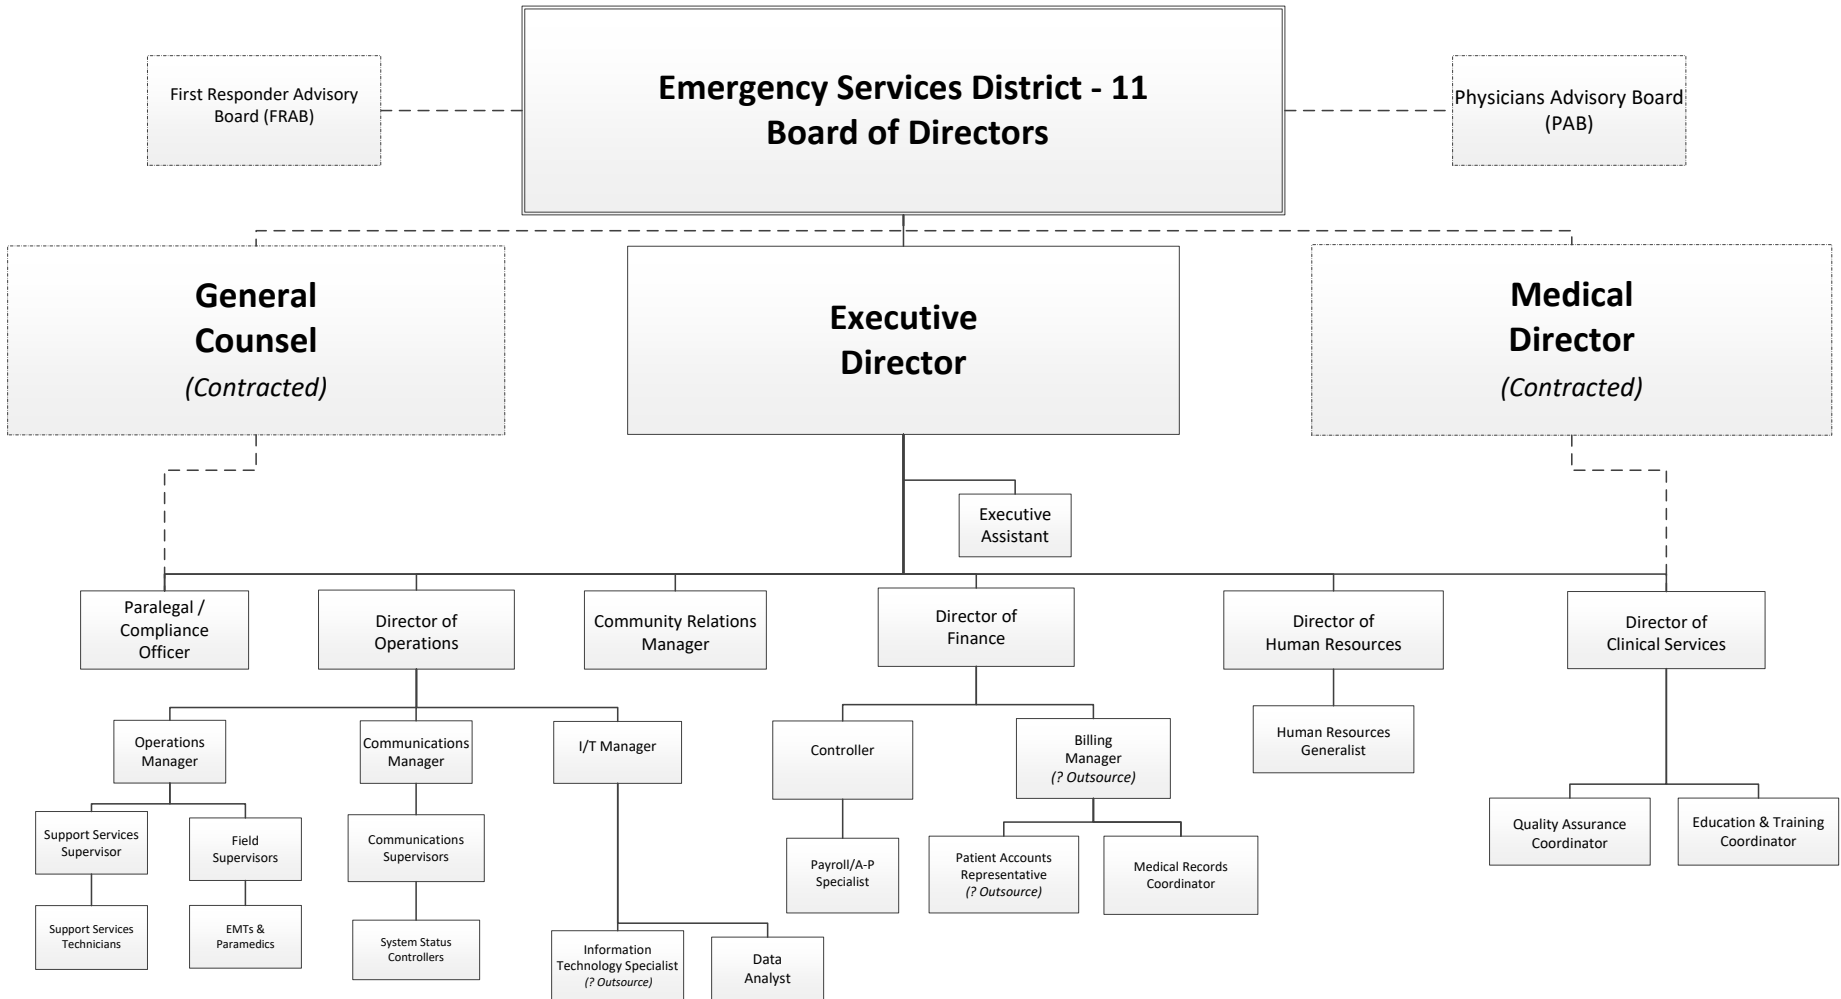 First Responder Advisory
Board (FRAB)
Emergency Services District - 11
Board of Directors
Physicians Advisory Board
(PAB)
General
Counsel
(Contracted)
Executive
Director
Medical
Director
(Contracted)
Executive
Assistant
Paralegal /
Compliance
Officer
Director of
Operations
Community Relations
Manager
Director of
Finance
Director of
Human Resources
Director of
Clinical Services
Operations
Manager
Communications
Manager
I/T Manager
Controller
Billing
Manager
(? Outsource)
Human Resources
Generalist
Support Services
Supervisor
Field
Supervisors
Communications
Supervisors
Payroll/A-P
Specialist
Patient Accounts
Representative
(? Outsource)
Medical Records
Coordinator
Quality Assurance
Coordinator
Education & Training
Coordinator
Support Services
Technicians
EMTs &
Paramedics
System Status
Controllers
Information
Technology Specialist
(? Outsource)
Data
Analyst